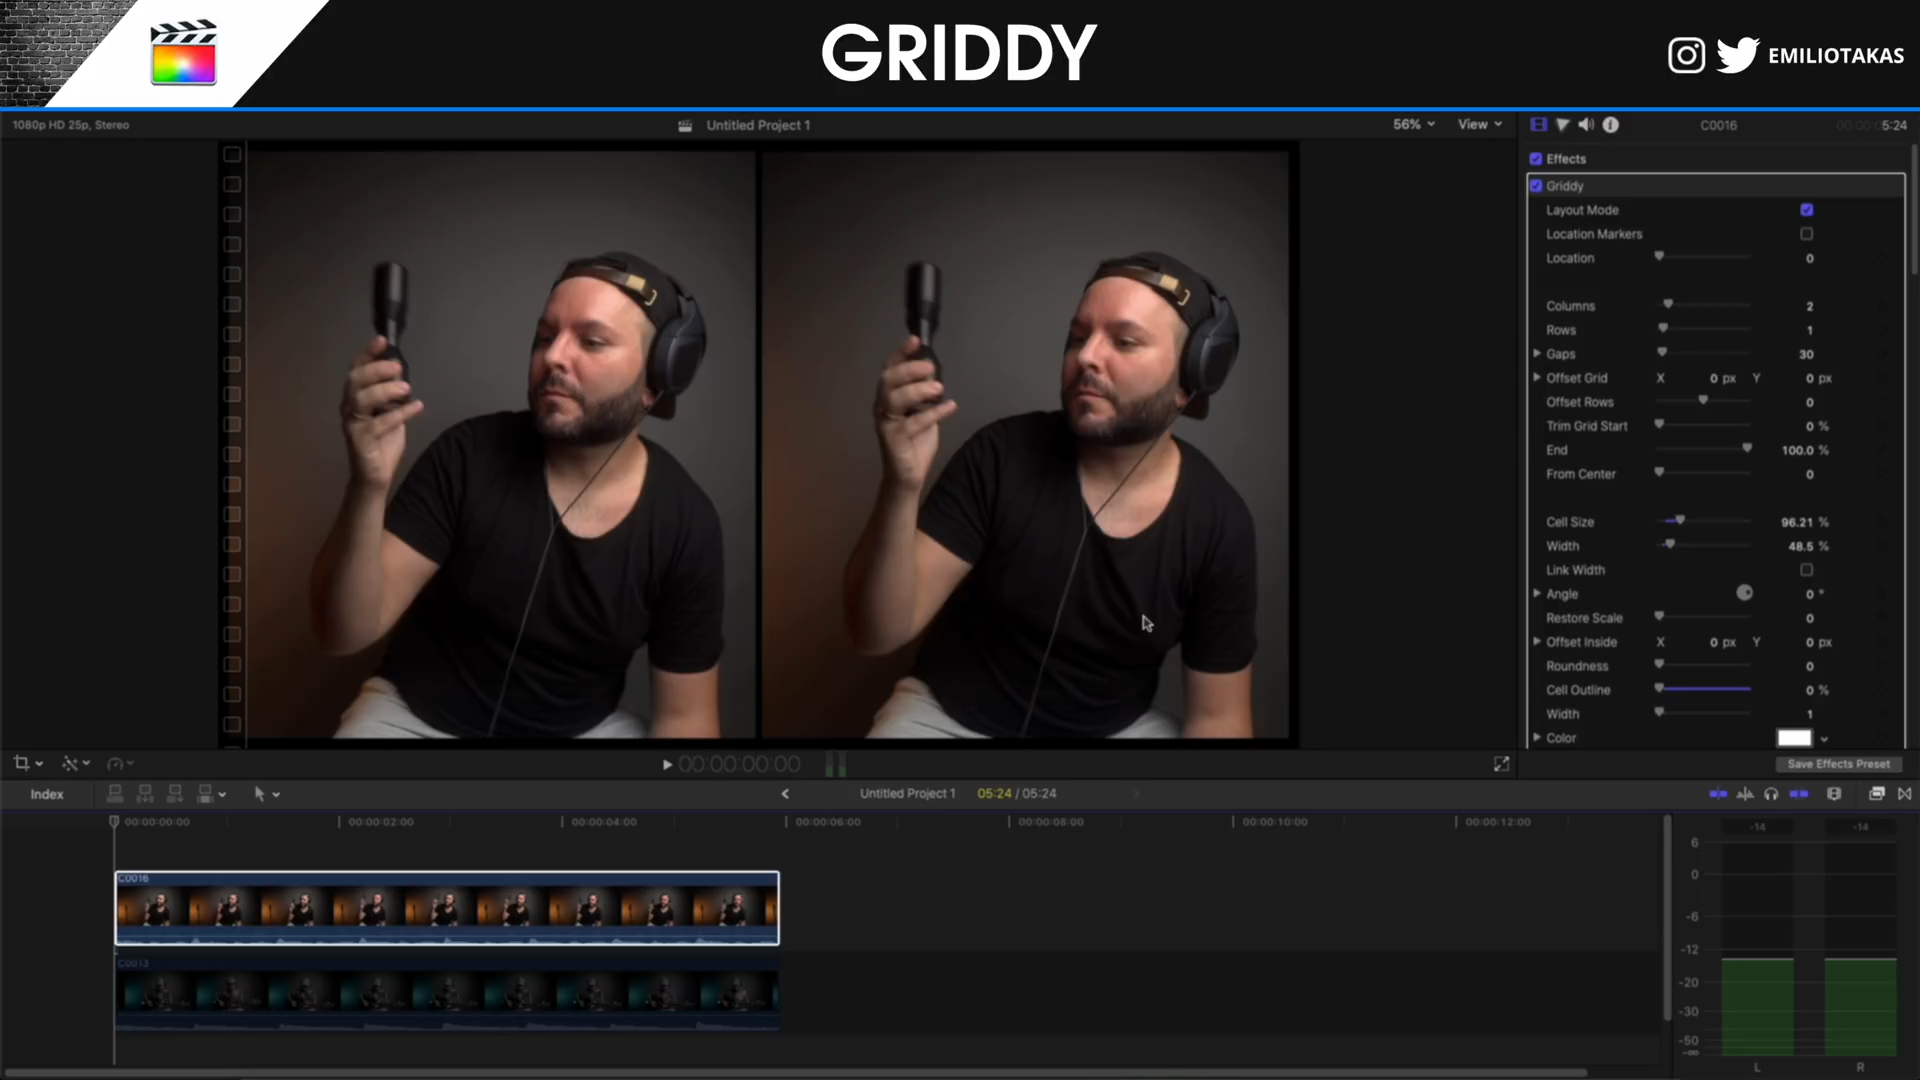 GRIDDY
EMILIOTAKAS
1080p HD 25p, Stereo
Untitled Project 1
56%
View
C0016
5:24
Effects
Griddy
Layout Mode
Location Markers
Location 0
Columns 2
Rows 1
Gaps 30
Offset Grid X 0 px Y 0 px
Offset Rows 0
Trim Grid Start 0 %
End 100.0 %
From Center 0
Cell Size 96.21 %
Width 48.5 %
Link Width
Angle 0 °
Restore Scale 0
Offset Inside X 0 px Y 0 px
Roundness 0
Cell Outline 0 %
Width 1
Color
00:00:00:00
Save Effects Preset
Index
Untitled Project 1
05:24 / 05:24
00:00:00:00
00:00:02:00
00:00:04:00
00:00:06:00
00:00:08:00
00:00:10:00
00:00:12:00
-14 -14
C0016
C0013
6
0
-6
-12
-20
-30
-50
-∞
L R